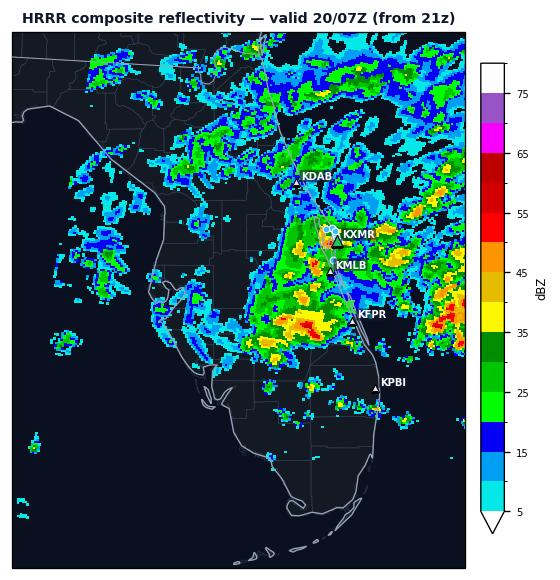 HRRR composite reflectivity — valid 20/07Z (from 21z)
KDAB
KXMR
KMLB
KFPR
KPBI
75
65
55
45
35
25
15
5
dBZ